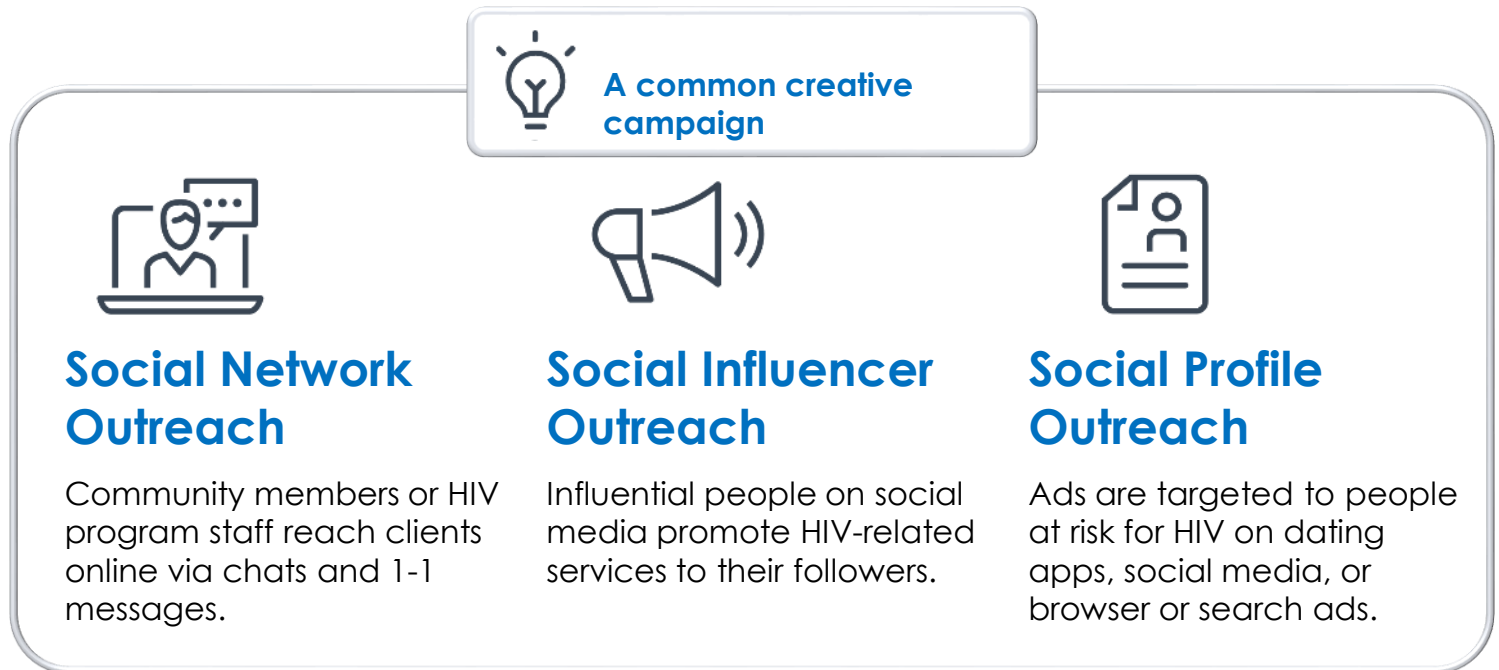 A common creative
campaign
Social Network
Outreach
Community members or HIV
program staff reach clients
online via chats and 1-1
messages.
Social Influencer
Outreach
Influential people on social
media promote HIV-related
services to their followers.
Social Profile
Outreach
Ads are targeted to people
at risk for HIV on dating
apps, social media, or
browser or search ads.